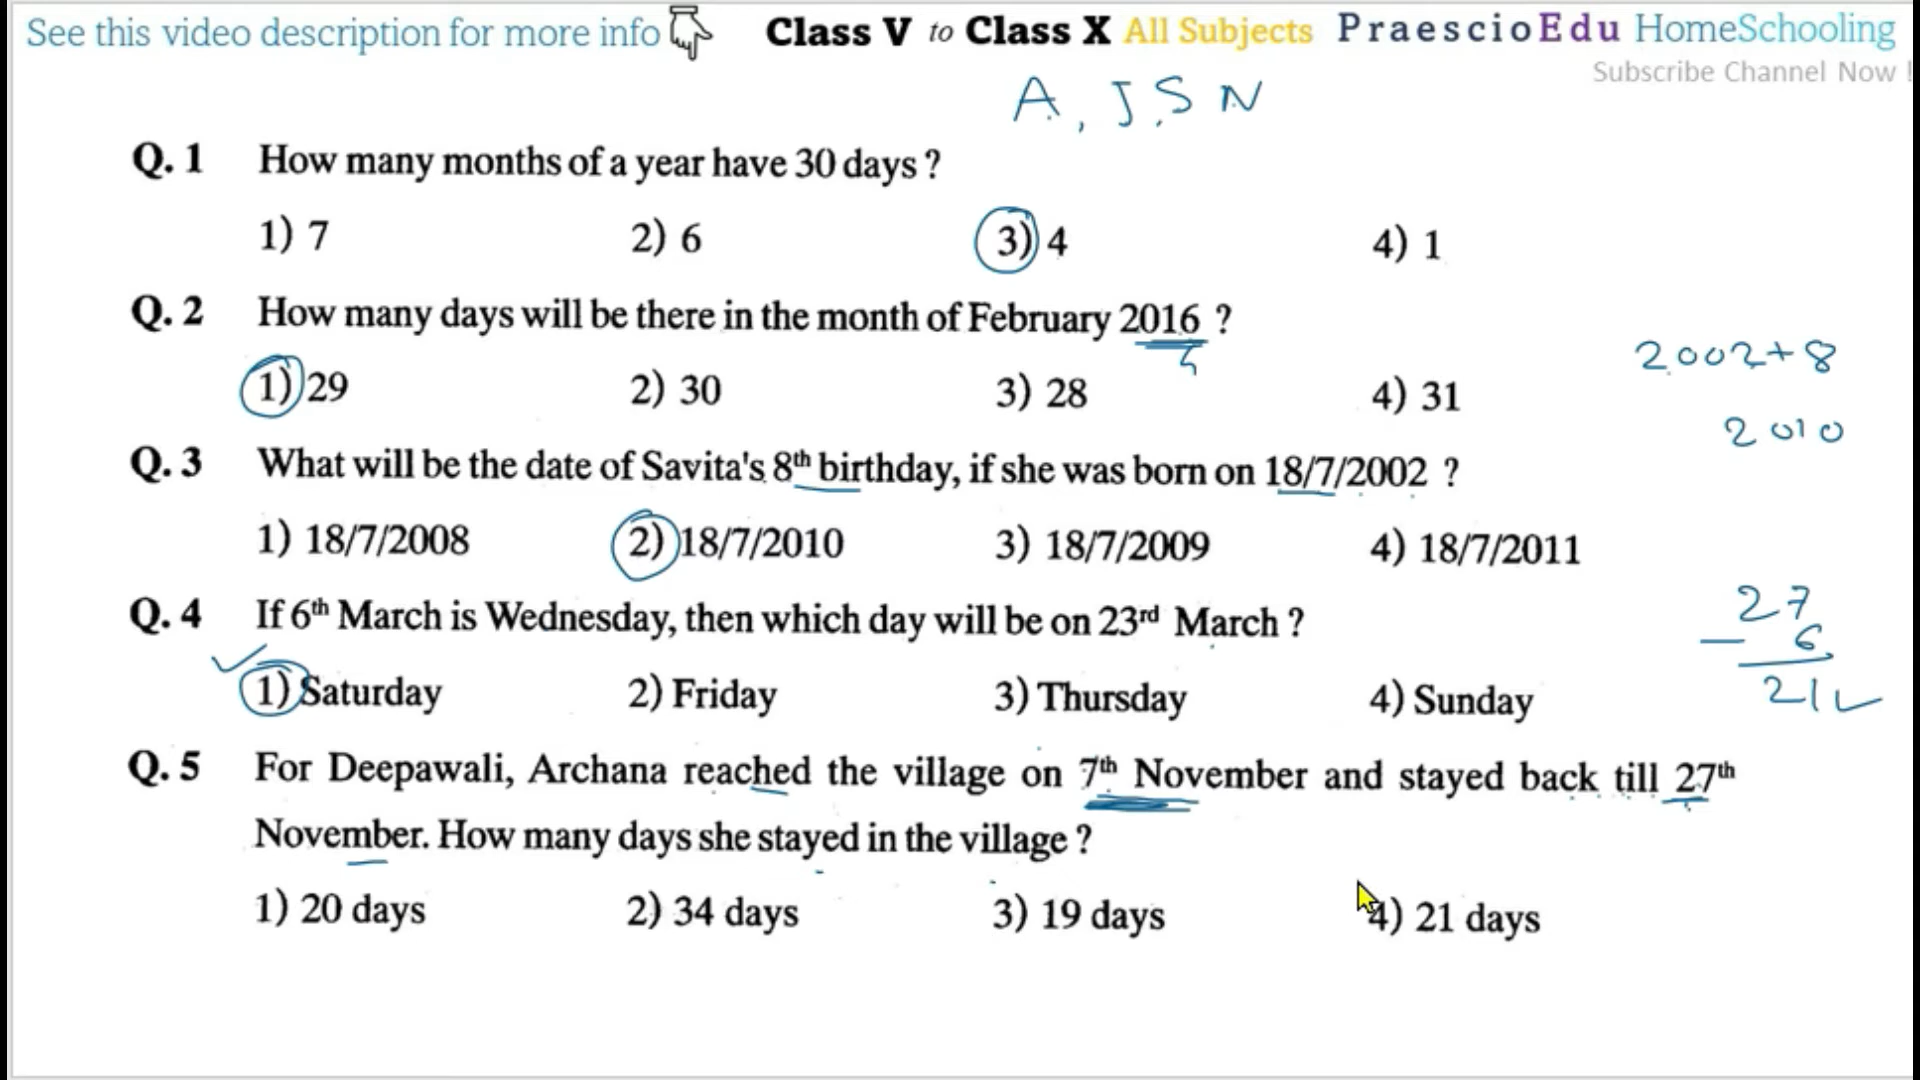 See this video description for more info Class V to Class X All Subjects PraescioEdu HomeSchooling
Subscribe Channel Now !
A, J, S N
Q. 1 How many months of a year have 30 days ?
1) 7 2) 6 3) 4 4) 1
Q. 2 How many days will be there in the month of February 2016 ?
1) 29 2) 30 3) 28 4) 31
2002+8
2010
Q. 3 What will be the date of Savita's 8th birthday, if she was born on 18/7/2002 ?
1) 18/7/2008 2) 18/7/2010 3) 18/7/2009 4) 18/7/2011
Q. 4 If 6th March is Wednesday, then which day will be on 23rd March ?
1) Saturday 2) Friday 3) Thursday 4) Sunday
27
- 6
21
Q. 5 For Deepawali, Archana reached the village on 7th November and stayed back till 27th
November. How many days she stayed in the village ?
1) 20 days 2) 34 days 3) 19 days 4) 21 days